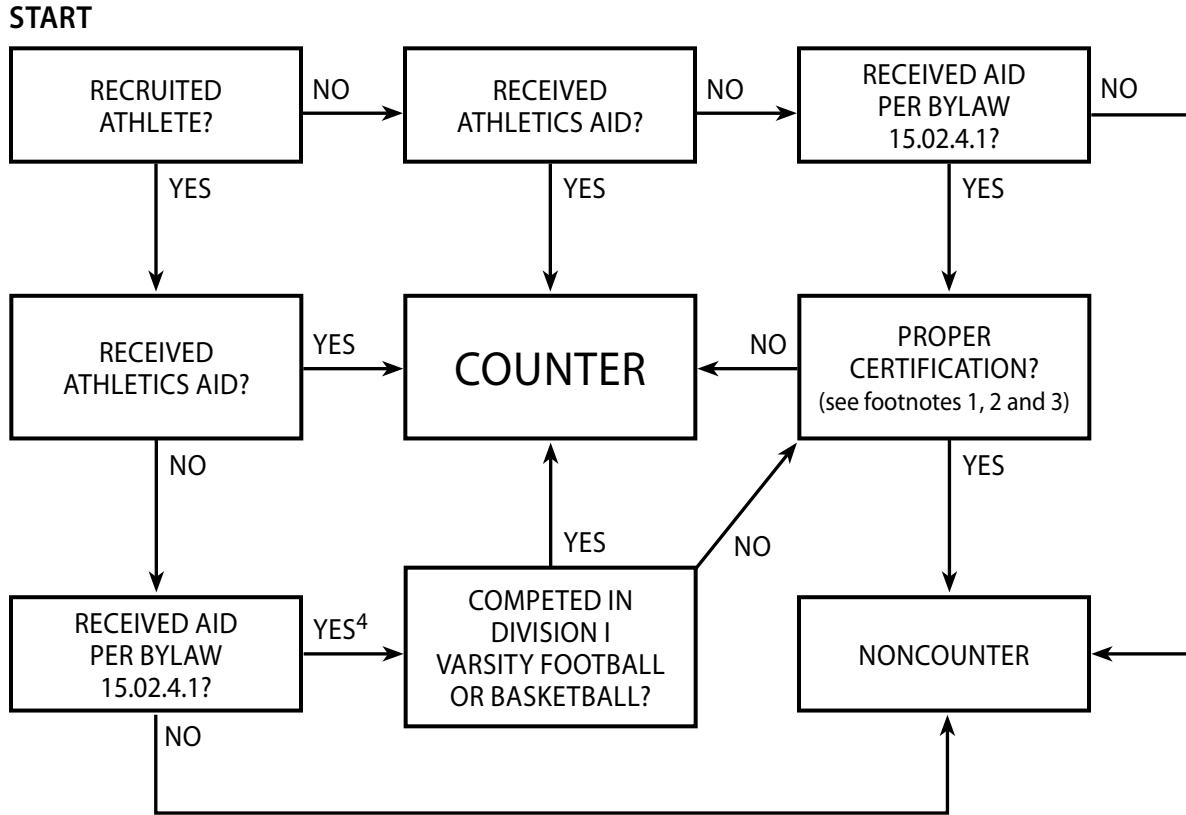 START
RECRUITED
ATHLETE?
NO
RECEIVED
ATHLETICS AID?
NO
RECEIVED AID
PER BYLAW
15.02.4.1?
NO
YES
YES
YES
RECEIVED
ATHLETICS AID?
YES
COUNTER
NO
PROPER
CERTIFICATION?
(see footnotes 1, 2 and 3)
NO
YES
YES
NO
RECEIVED AID
PER BYLAW
15.02.4.1?
YES⁴
COMPETED IN
DIVISION I
VARSITY FOOTBALL
OR BASKETBALL?
NONCOUNTER
NO